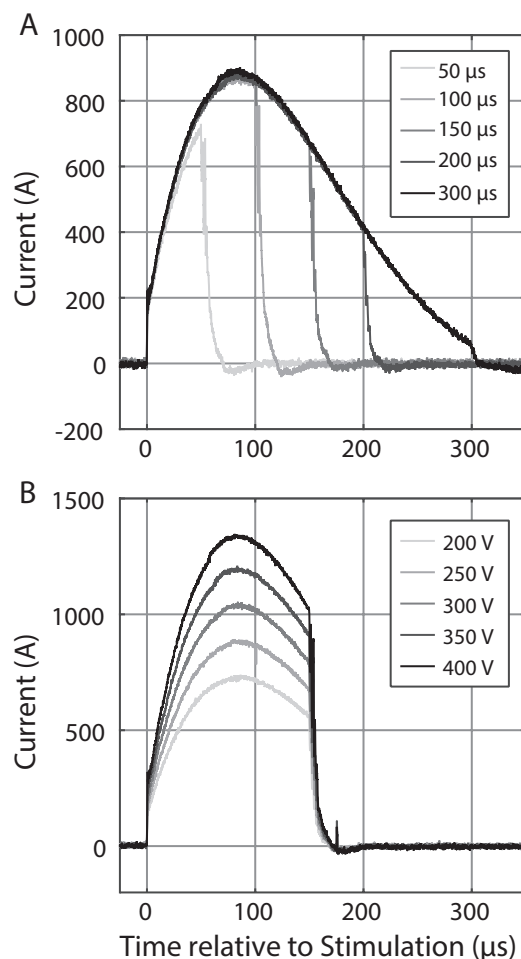 A
1000
800
600
400
200
0
-200
Current (A)
50 µs
100 µs
150 µs
200 µs
300 µs
0 100 200 300
B
1500
1000
500
0
Current (A)
200 V
250 V
300 V
350 V
400 V
0 100 200 300
Time relative to Stimulation (µs)